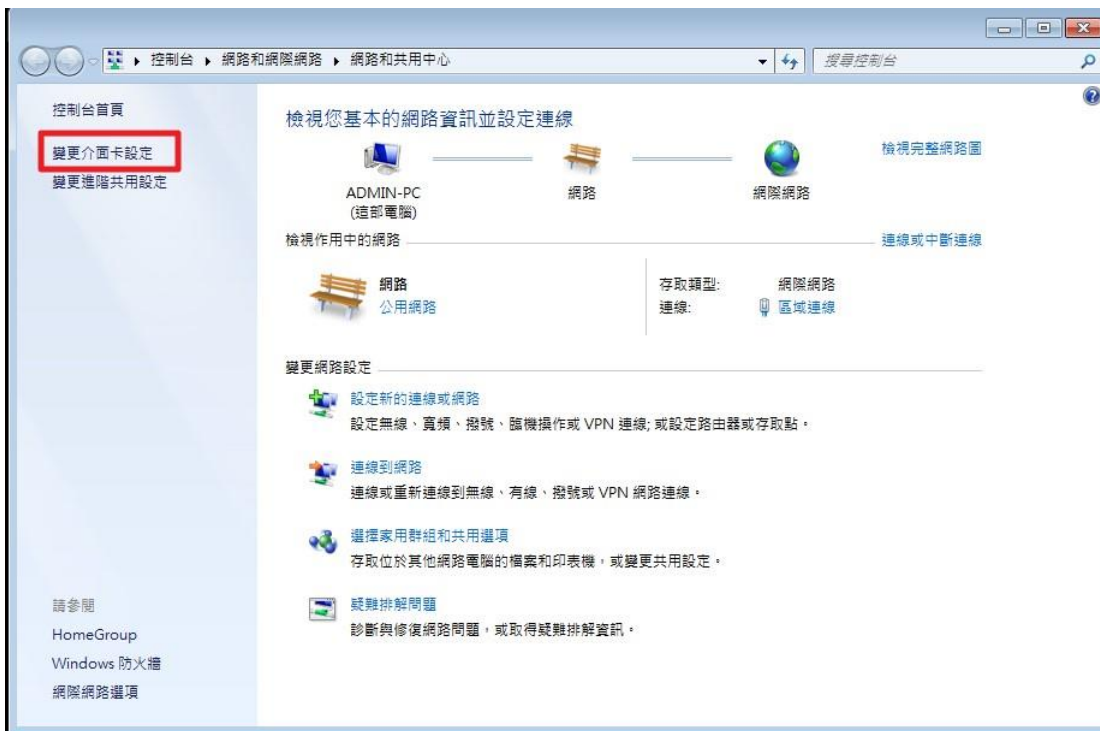 控制台 ▸ 網路和網際網路 ▸ 網路和共用中心
搜尋控制台
控制台首頁
變更介面卡設定
變更進階共用設定
檢視您基本的網路資訊並設定連線
檢視完整網路圖
ADMIN-PC
(這部電腦)
網路
網際網路
檢視作用中的網路
連線或中斷連線
網路
公用網路
存取類型: 網際網路
連線: 區域連線
變更網路設定
設定新的連線或網路
設定無線、寬頻、撥號、臨機操作或 VPN 連線; 或設定路由器或存取點。
連線到網路
連線或重新連線到無線、有線、撥號或 VPN 網路連線。
選擇家用群組和共用選項
存取位於其他網路電腦的檔案和印表機，或變更共用設定。
疑難排解問題
診斷與修復網路問題，或取得疑難排解資訊。
請參閱
HomeGroup
Windows 防火牆
網際網路選項